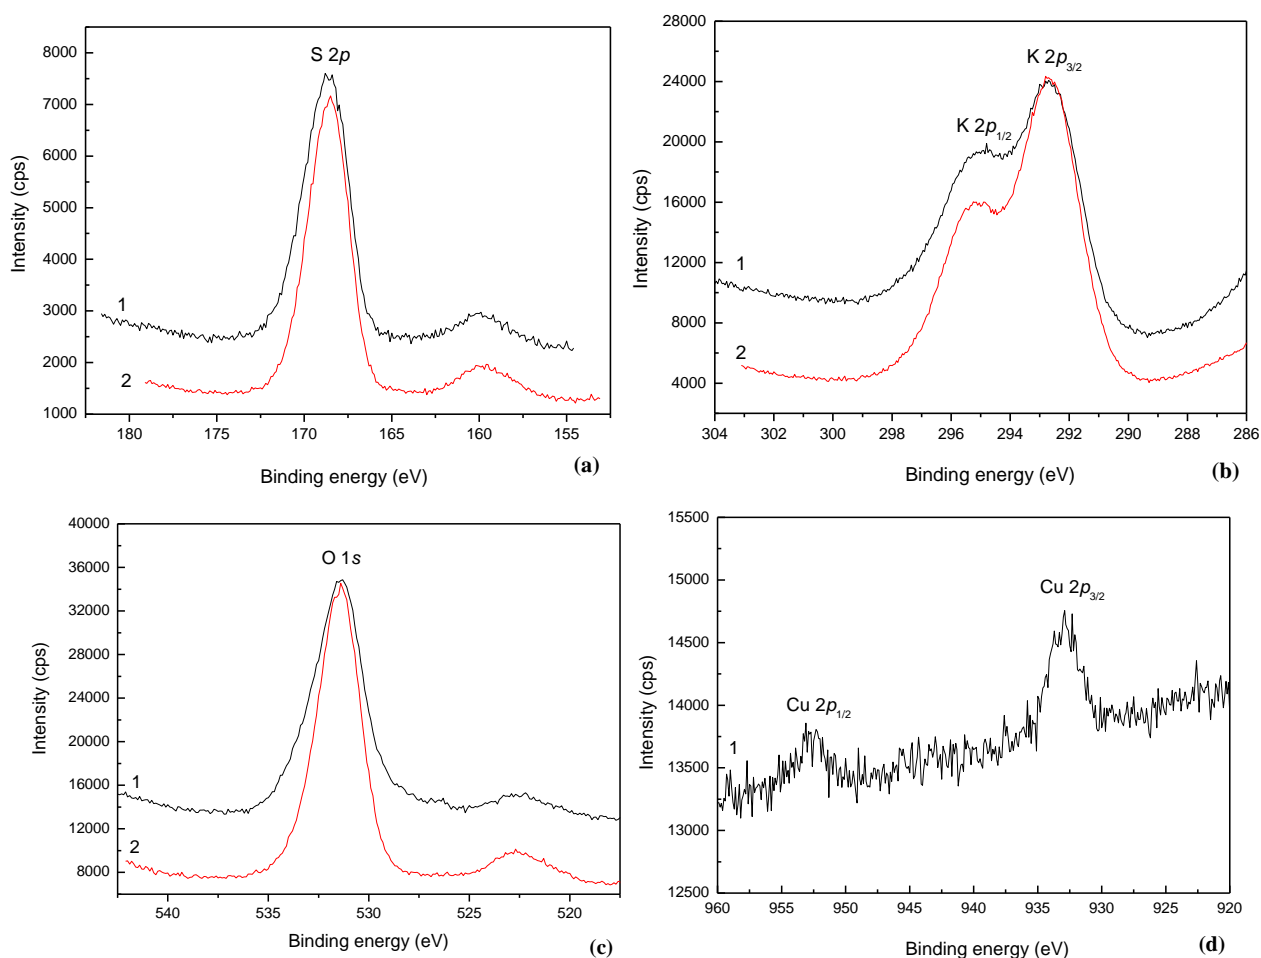 S 2p
8000
7000
6000
5000
4000
3000
2000
1000
Intensity (cps)
1
2
180 175 170 165 160 155
Binding energy (eV)
(a)
K 2p3/2
K 2p1/2
28000
24000
20000
16000
12000
8000
4000
Intensity (cps)
1
2
304 302 300 298 296 294 292 290 288 286
Binding energy (eV)
(b)
O 1s
40000
36000
32000
28000
24000
20000
16000
12000
8000
Intensity (cps)
1
2
540 535 530 525 520
Binding energy (eV)
(c)
Cu 2p3/2
Cu 2p1/2
15500
15000
14500
14000
13500
13000
12500
Intensity (cps)
1
960 955 950 945 940 935 930 925 920
Binding energy (eV)
(d)